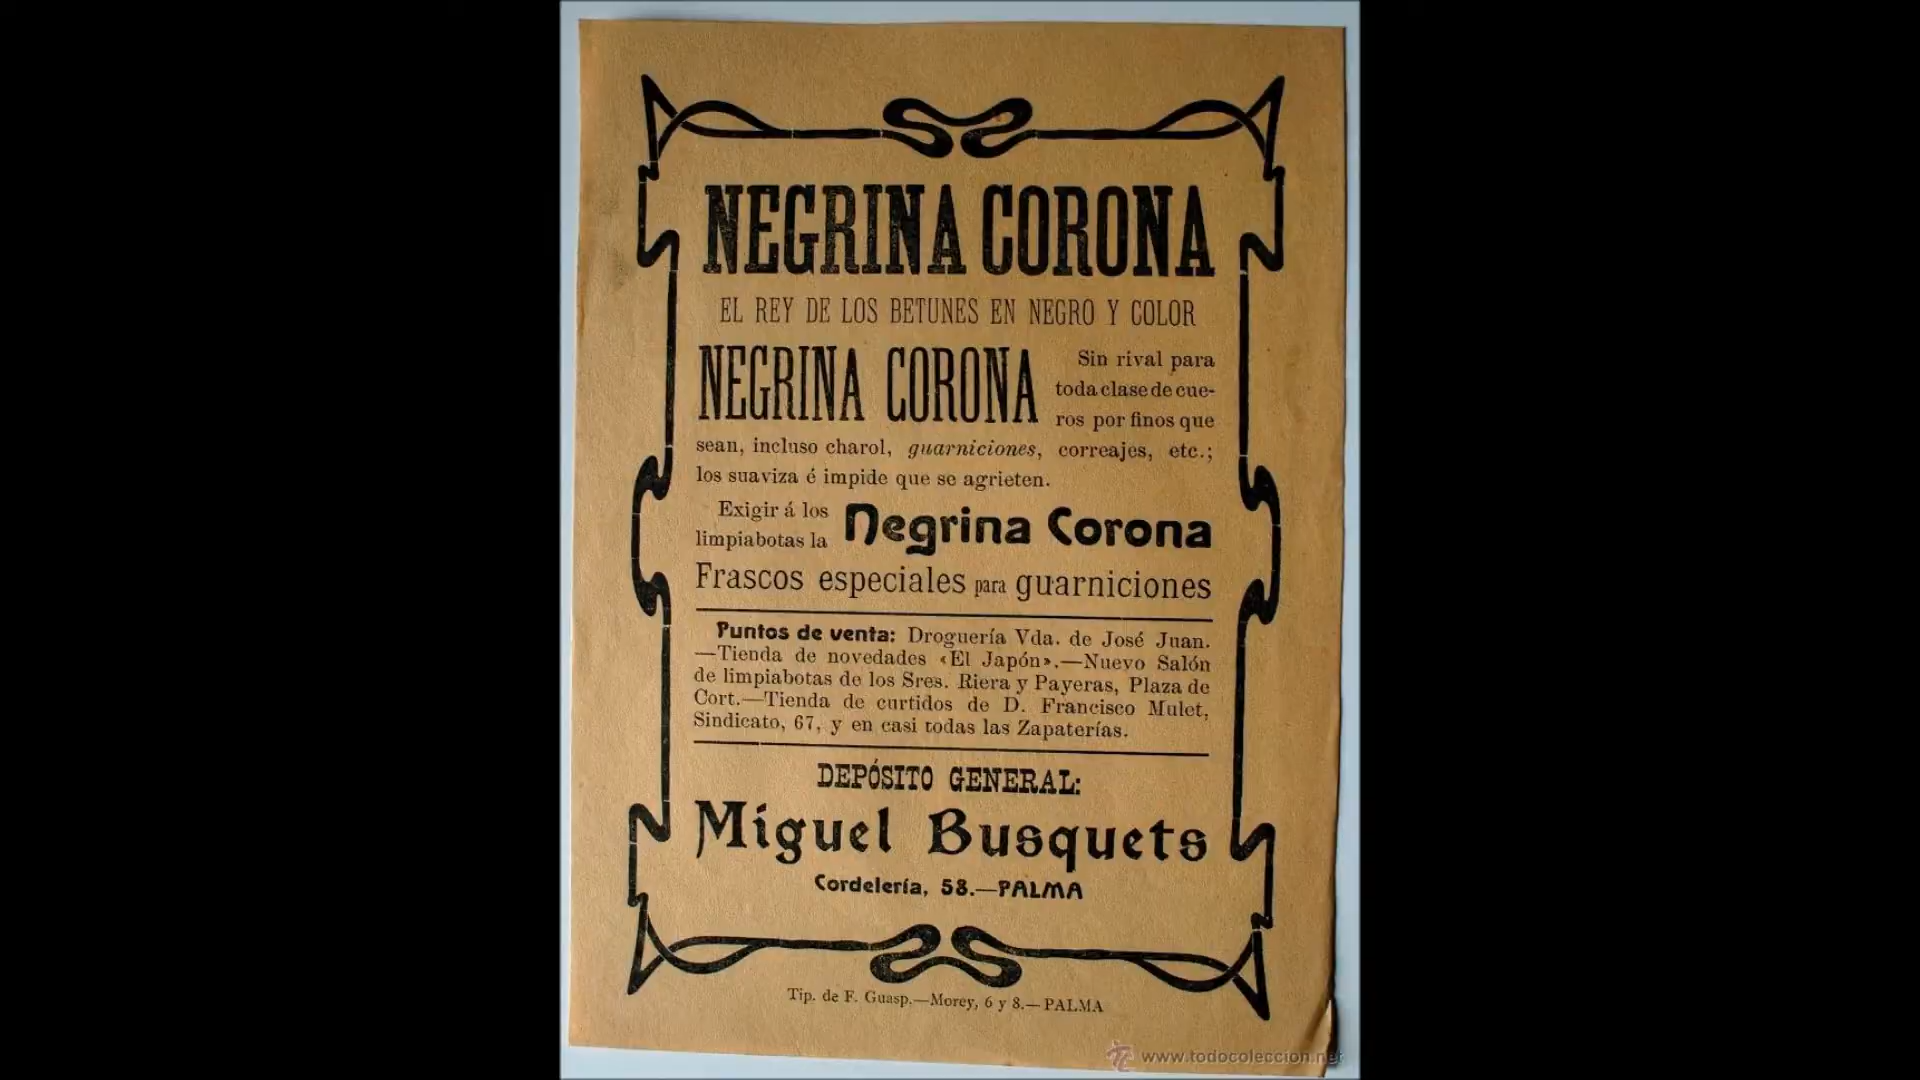 NEGRINA CORONA
EL REY DE LOS BETUNES EN NEGRO Y COLOR
NEGRINA CORONA Sin rival para
toda clase de cue-
ros por finos que
sean, incluso charol, guarniciones, correajes, etc.;
los suaviza é impide que se agrieten.
Exigir á los
limpiabotas la Negrina Corona
Frascos especiales para guarniciones
Puntos de venta: Droguería Vda. de José Juan.
—Tienda de novedades «El Japón».—Nuevo Salón
de limpiabotas de los Sres. Riera y Payeras, Plaza de
Cort.—Tienda de curtidos de D. Francisco Mulet,
Sindicato, 67, y en casi todas las Zapaterías.
DEPÓSITO GENERAL:
Miguel Busquets
Cordelería, 58.—PALMA
Tip. de F. Guasp.—Morey, 6 y 8.—PALMA
www.todocoleccion.net